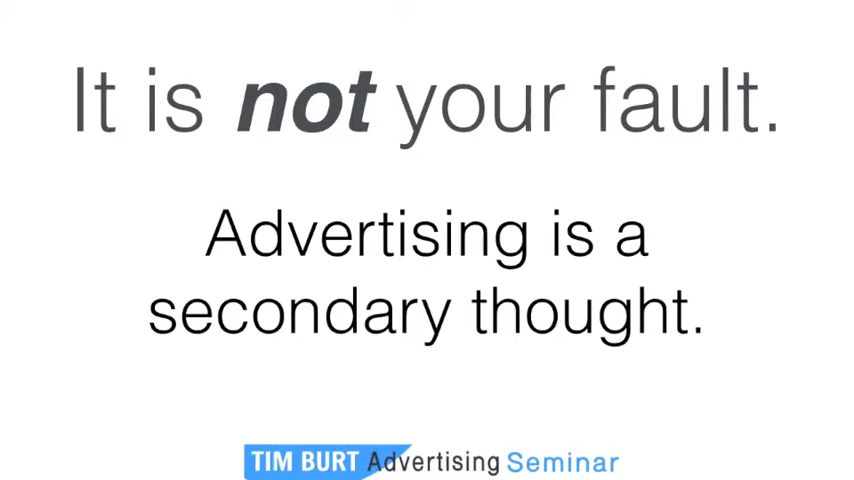 It is not your fault.
Advertising is a
secondary thought.
TIM BURT Advertising Seminar